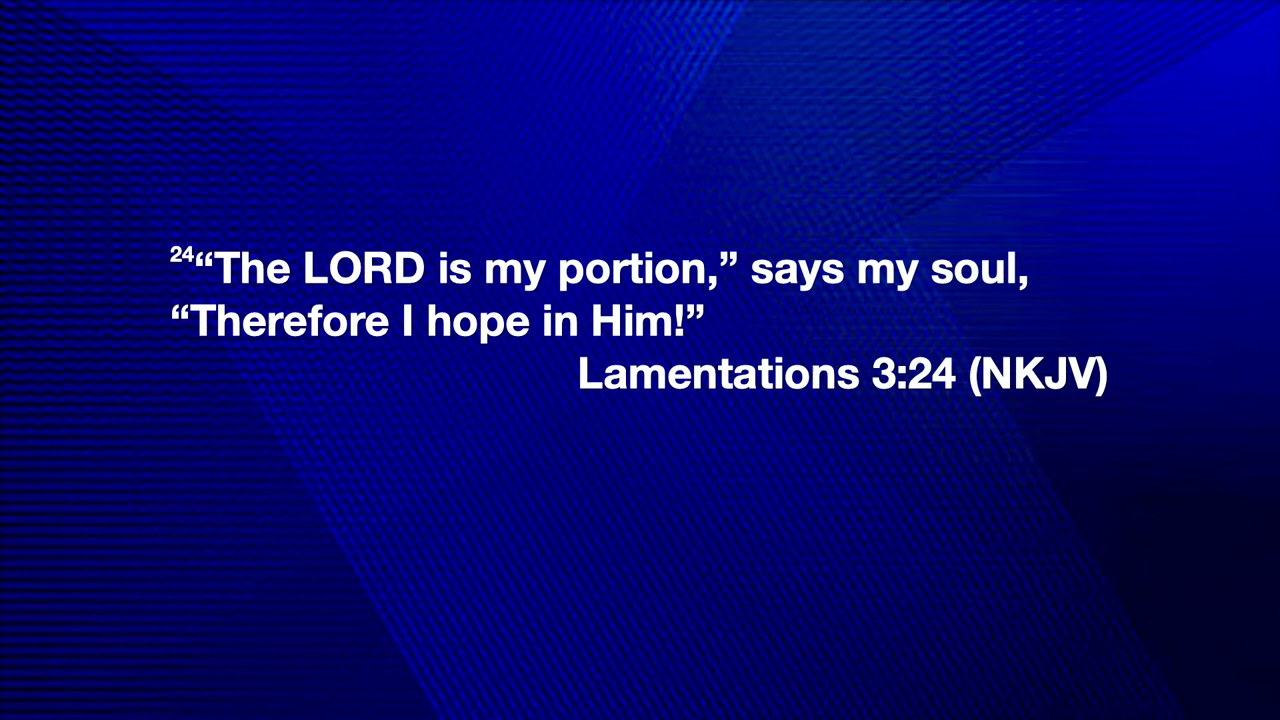 24“The LORD is my portion,” says my soul,
“Therefore I hope in Him!”
Lamentations 3:24 (NKJV)